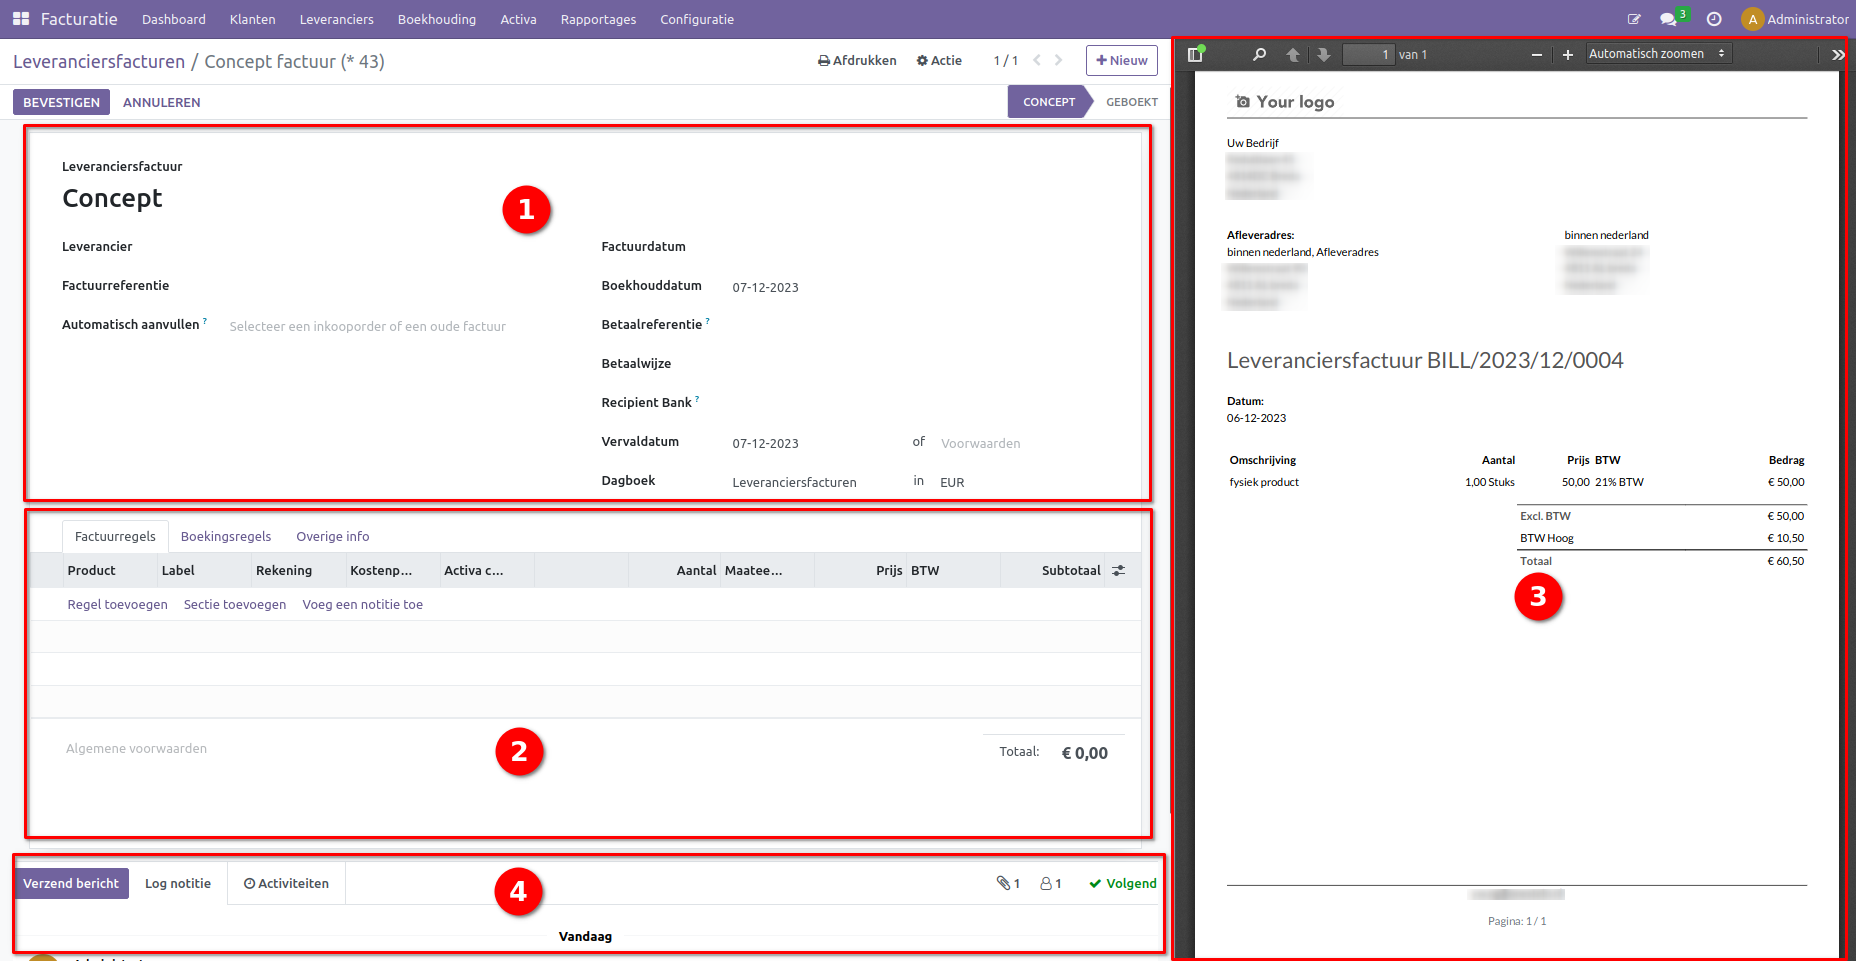 Facturatie Dashboard Klanten Leveranciers Boekhouding Activa Rapportages Configuratie 3 A Administrator
Leveranciersfacturen / Concept factuur (* 43) Afdrukken Actie 1 / 1 Nieuw
BEVESTIGEN ANNULEREN CONCEPT GEBOEKT
Leveranciersfactuur
Concept
1
Leverancier Factuurdatum
Factuurreferentie Boekhouddatum 07-12-2023
Automatisch aanvullen ? Selecteer een inkooporder of een oude factuur Betaalreferentie ?
Betaalwijze
Recipient Bank ?
Vervaldatum 07-12-2023 of Voorwaarden
Dagboek Leveranciersfacturen in EUR
Factuurregels Boekingsregels Overige info
Product Label Rekening Kostenp... Activa c... Aantal Maatee... Prijs BTW Subtotaal
Regel toevoegen Sectie toevoegen Voeg een notitie toe
Algemene voorwaarden 2 Totaal: € 0,00
Verzend bericht Log notitie Activiteiten 4 1 1 Volgend
Vandaag
1 van 1 Automatisch zoomen
Your logo
Uw Bedrijf
Afleveradres: binnen nederland
binnen nederland, Afleveradres
Leveranciersfactuur BILL/2023/12/0004
Datum:
06-12-2023
Omschrijving Aantal Prijs BTW Bedrag
fysiek product 1,00 Stuks 50,00 21% BTW € 50,00
Excl. BTW € 50,00
BTW Hoog € 10,50
Totaal € 60,50
3
Pagina: 1 / 1